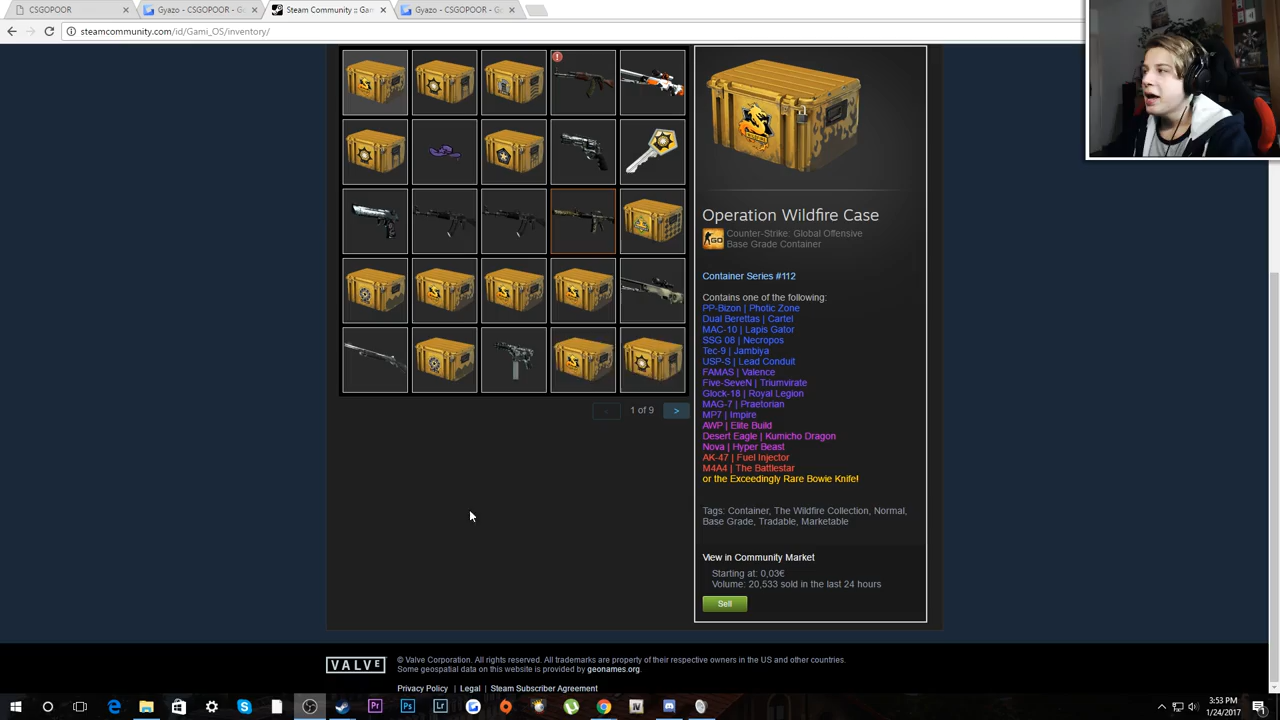 CSGOPOOR
Gyazo - CSGOPOOR - G
Steam Community :: Gam
Gyazo - CSGOPOOR - G
steamcommunity.com/id/Gami_OS/inventory/
Operation Wildfire Case
Counter-Strike: Global Offensive
Base Grade Container
Container Series #112
Contains one of the following:
PP-Bizon | Photic Zone
Dual Berettas | Cartel
MAC-10 | Lapis Gator
SSG 08 | Necropos
Tec-9 | Jambiya
USP-S | Lead Conduit
FAMAS | Valence
Five-SeveN | Triumvirate
Glock-18 | Royal Legion
MAG-7 | Praetorian
MP7 | Impire
AWP | Elite Build
Desert Eagle | Kumicho Dragon
Nova | Hyper Beast
AK-47 | Fuel Injector
M4A4 | The Battlestar
or the Exceedingly Rare Bowie Knife!
Tags: Container, The Wildfire Collection, Normal,
Base Grade, Tradable, Marketable
View in Community Market
Starting at: 0,03€
Volume: 20,533 sold in the last 24 hours
Sell
< 1 of 9 >
VALVE
© Valve Corporation. All rights reserved. All trademarks are property of their respective owners in the US and other countries.
Some geospatial data on this website is provided by geonames.org.
Privacy Policy | Legal | Steam Subscriber Agreement
3:53 PM
1/24/2017